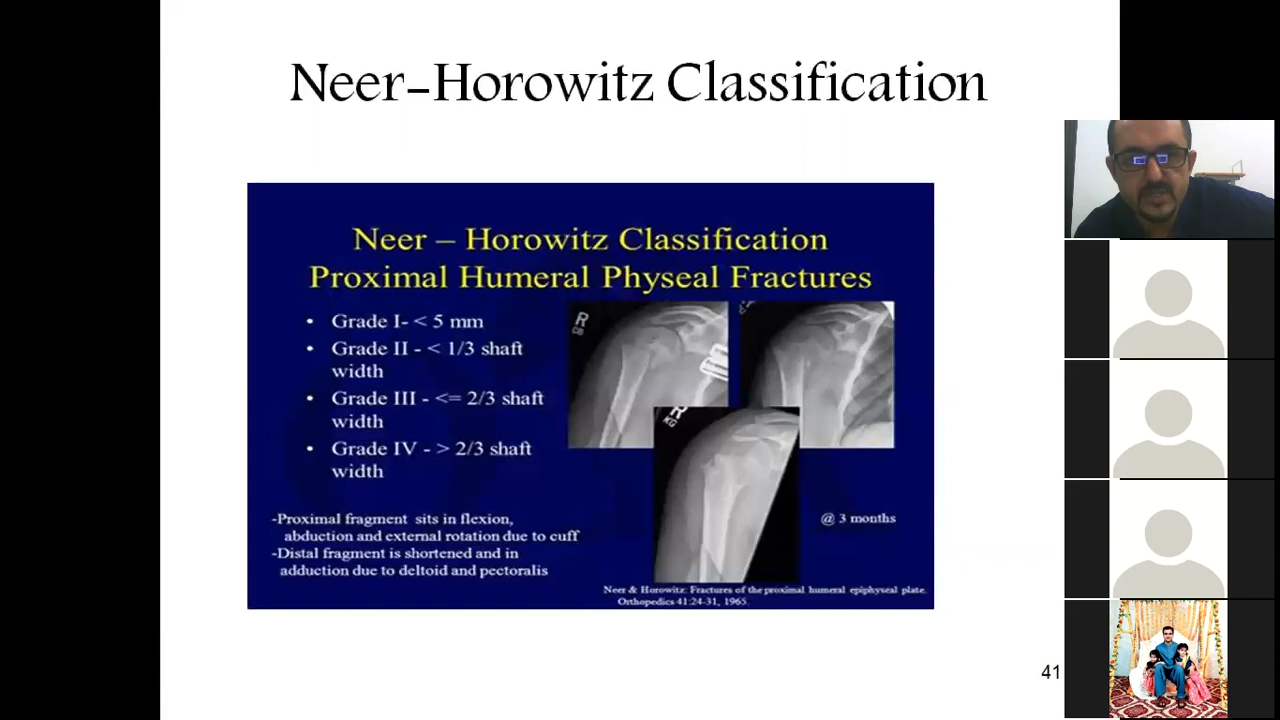 Neer-Horowitz Classification
Neer – Horowitz Classification
Proximal Humeral Physeal Fractures
• Grade I- < 5 mm
• Grade II - < 1/3 shaft
width
• Grade III - <= 2/3 shaft
width
• Grade IV - > 2/3 shaft
width
R
R
-Proximal fragment sits in flexion,
abduction and external rotation due to cuff
-Distal fragment is shortened and in
adduction due to deltoid and pectoralis
@ 3 months
Neer & Horowitz: Fractures of the proximal humeral epiphyseal plate.
Orthopedics 41:24-31, 1965.
41